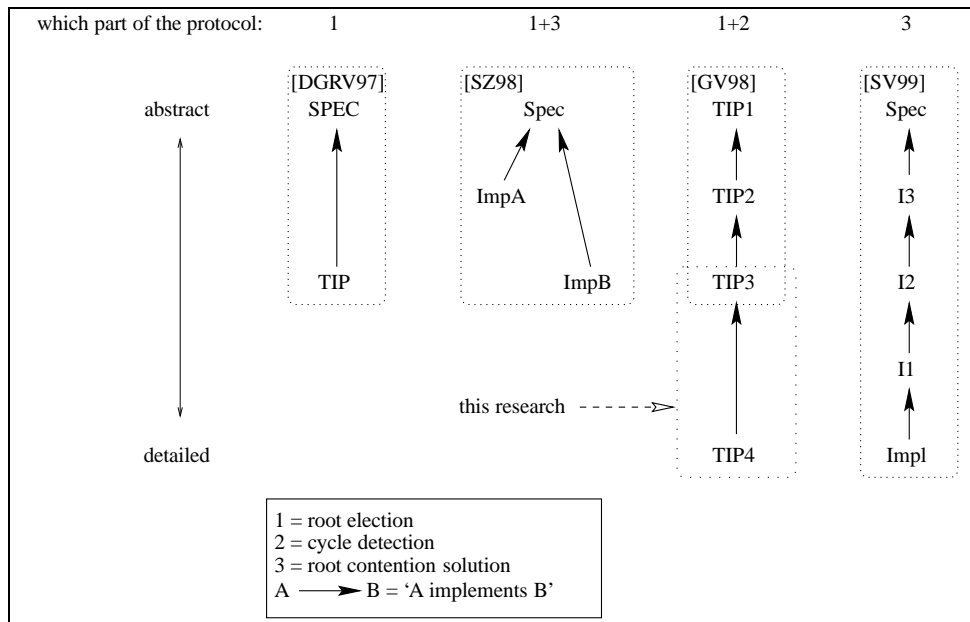 which part of the protocol: 1 1+3 1+2 3
[DGRV97] [SZ98] [GV98] [SV99]
abstract SPEC Spec TIP1 Spec
ImpA TIP2 I3
TIP ImpB TIP3 I2
I1
this research
detailed TIP4 Impl
1 = root election
2 = cycle detection
3 = root contention solution
A B = ‘A implements B’